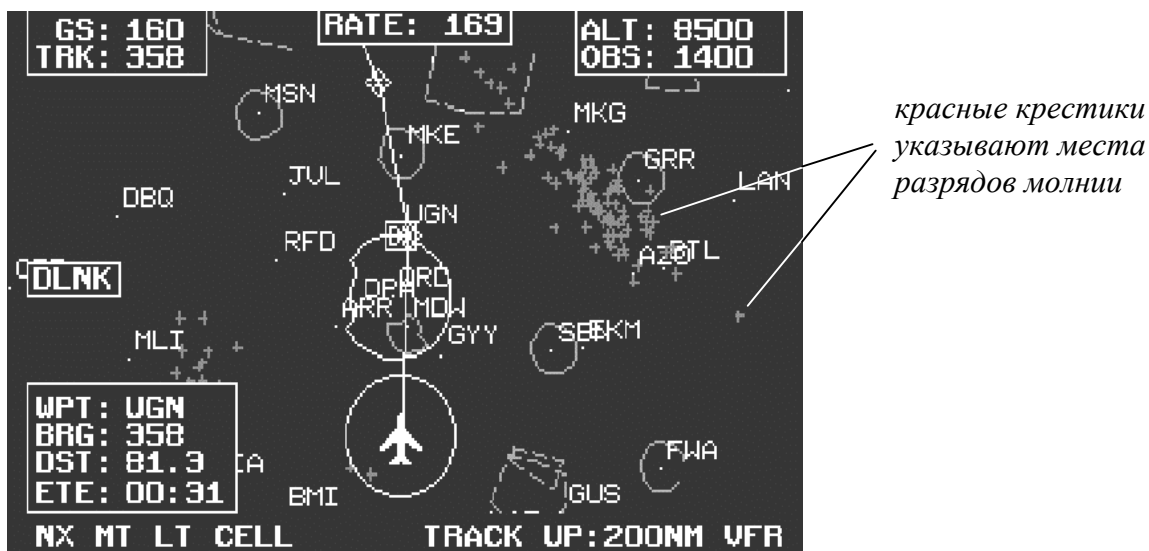 GS: 160
TRK: 358
RATE: 169
ALT: 8500
OBS: 1400
MSN
MKE
MKG
GRR
LAN
JVL
DBQ
UGN
RFD
AZO
BTL
DLNK
ORD
DPA
ARR
MDW
GYY
MLI
SBN
EKM
WPT: UGN
BRG: 358
DST: 81.3
ETE: 00:31
IA
FWA
BMI
GUS
NX MT LT CELL
TRACK UP:200NM VFR
красные крестики
указывают места
разрядов молнии